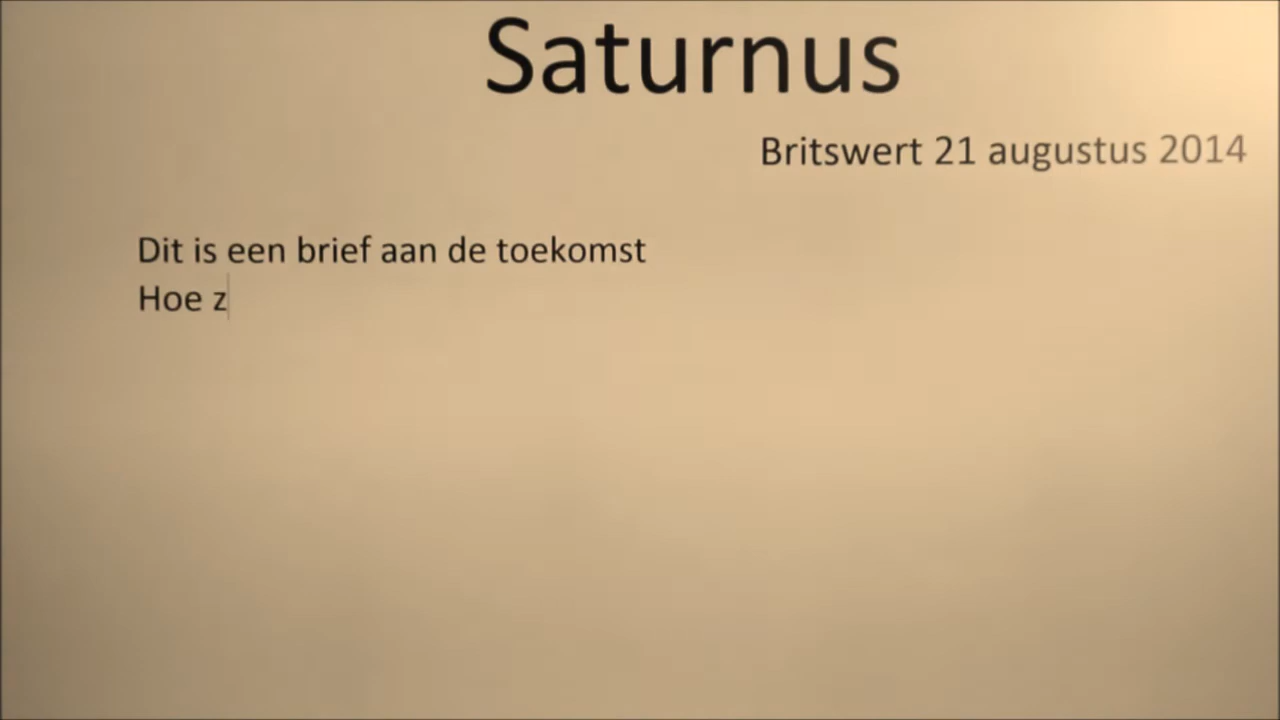 Saturnus
Britswert 21 augustus 2014
Dit is een brief aan de toekomst
Hoe z